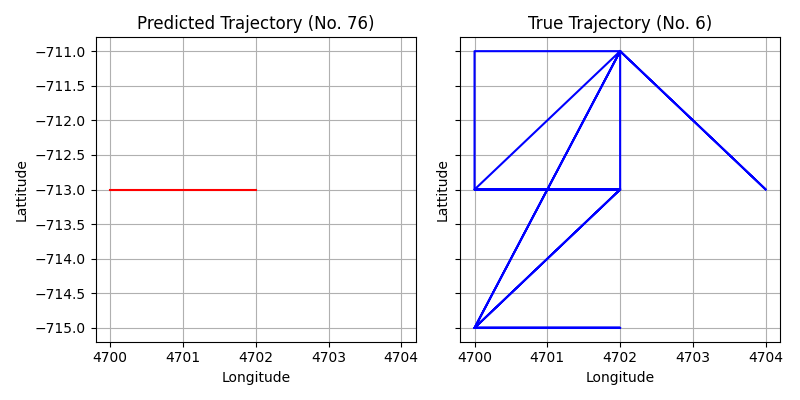 Predicted Trajectory (No. 76)
True Trajectory (No. 6)
Lattitude
−711.0
−711.5
−712.0
−712.5
−713.0
−713.5
−714.0
−714.5
−715.0
4700 4701 4702 4703 4704
Longitude
Lattitude
4700 4701 4702 4703 4704
Longitude